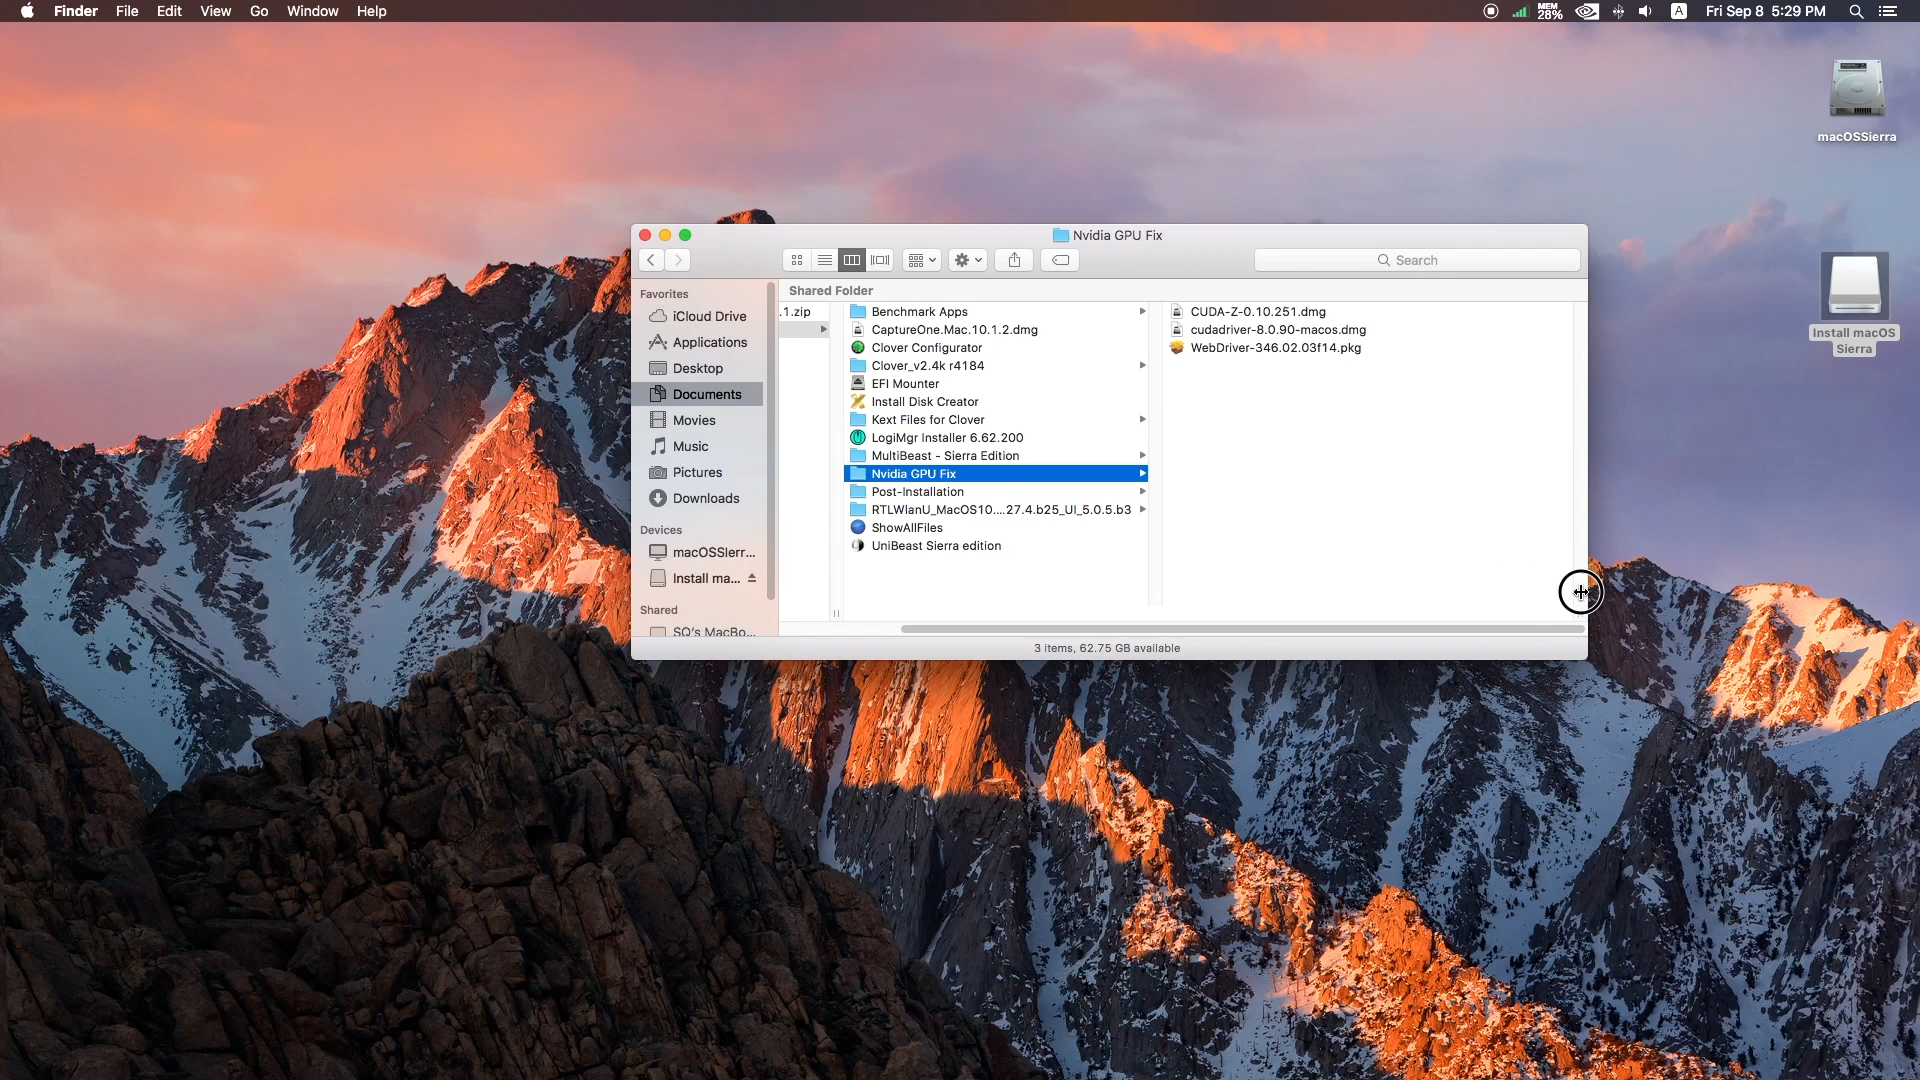 Finder File Edit View Go Window Help
MEM 28%
A
Fri Sep 8 5:29 PM
macOSSierra
Install macOS
Sierra
Nvidia GPU Fix
Search
Shared Folder
Favorites
iCloud Drive
Applications
Desktop
Documents
Movies
Music
Pictures
Downloads
Devices
macOSSierr...
Install ma...
Shared
SQ's MacBo...
.1.zip
Benchmark Apps
CaptureOne.Mac.10.1.2.dmg
Clover Configurator
Clover_v2.4k r4184
EFI Mounter
Install Disk Creator
Kext Files for Clover
LogiMgr Installer 6.62.200
MultiBeast - Sierra Edition
Nvidia GPU Fix
Post-Installation
RTLWlanU_MacOS10....27.4.b25_UI_5.0.5.b3
ShowAllFiles
UniBeast Sierra edition
CUDA-Z-0.10.251.dmg
cudadriver-8.0.90-macos.dmg
WebDriver-346.02.03f14.pkg
3 items, 62.75 GB available